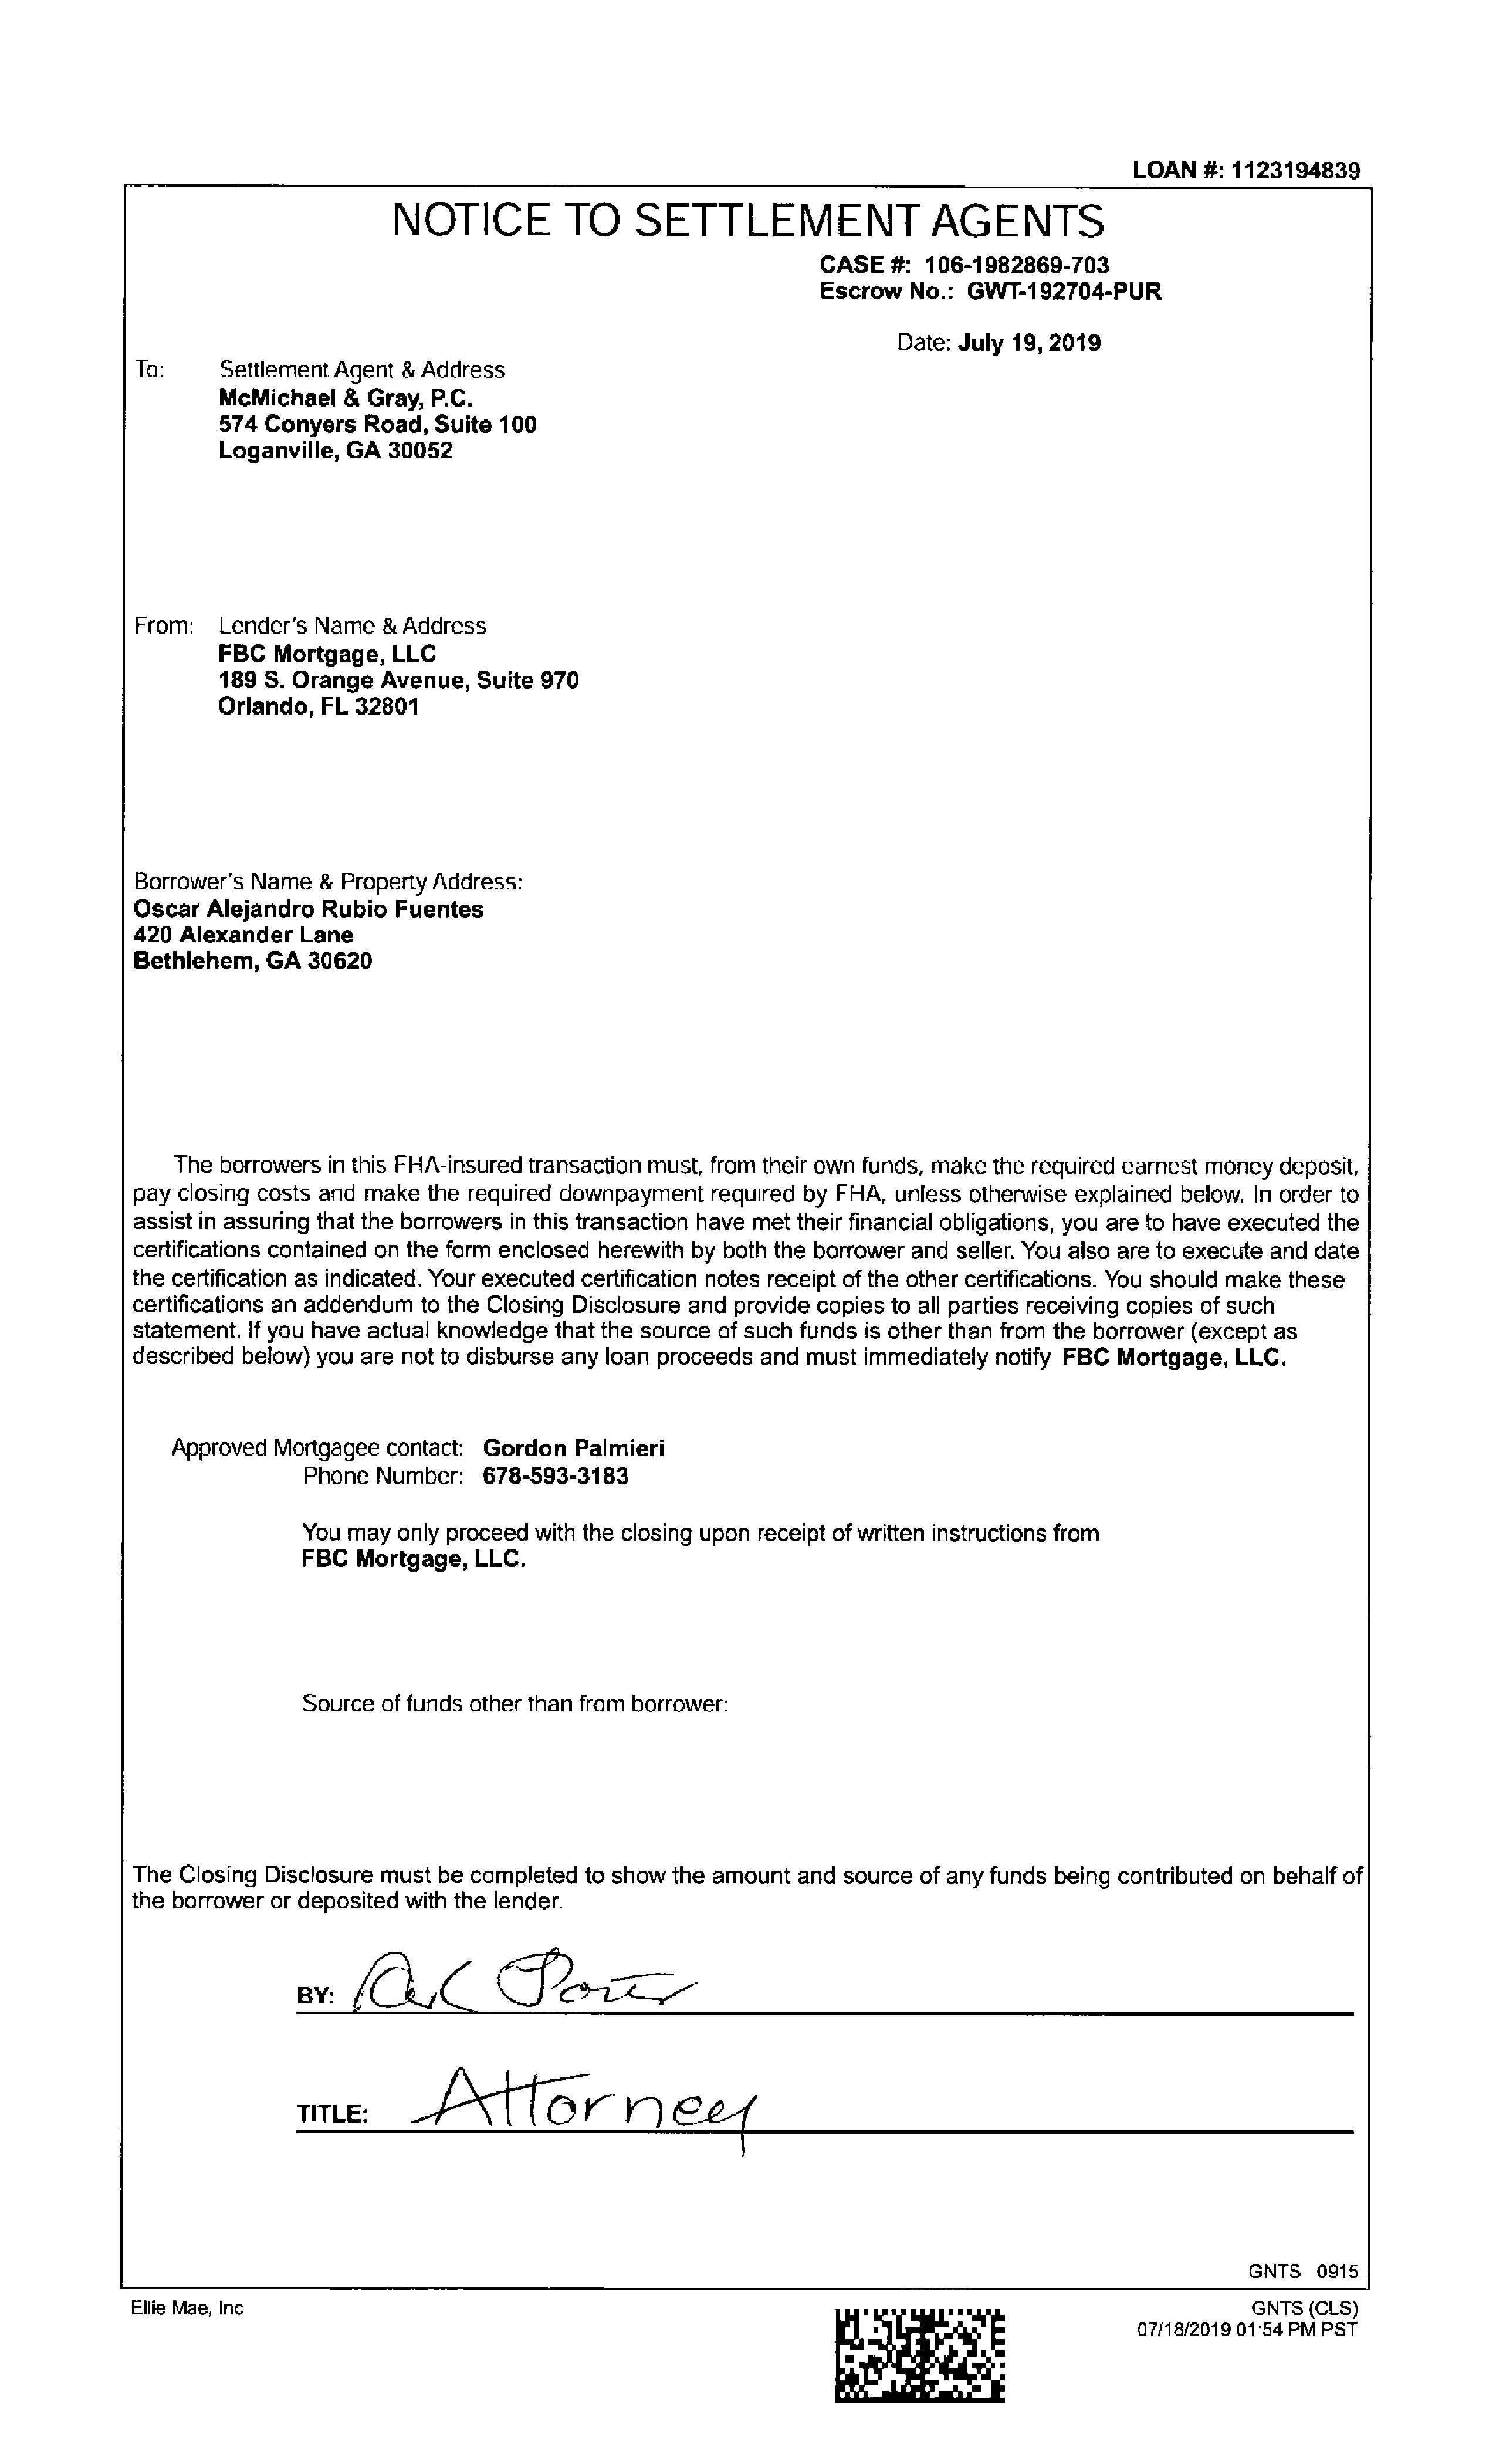 LOAN #: 1123194839
NOTICE TO SETTLEMENT AGENTS
CASE #: 106-1982869-703
Escrow No.: GWT-192704-PUR
Date: July 19, 2019
To: Settlement Agent & Address
McMichael & Gray, P.C.
574 Conyers Road, Suite 100
Loganville, GA 30052
From: Lender's Name & Address
FBC Mortgage, LLC
189 S. Orange Avenue, Suite 970
Orlando, FL 32801
Borrower's Name & Property Address:
Oscar Alejandro Rubio Fuentes
420 Alexander Lane
Bethlehem, GA 30620
The borrowers in this FHA-insured transaction must, from their own funds, make the required earnest money deposit,
pay closing costs and make the required downpayment required by FHA, unless otherwise explained below. In order to
assist in assuring that the borrowers in this transaction have met their financial obligations, you are to have executed the
certifications contained on the form enclosed herewith by both the borrower and seller. You also are to execute and date
the certification as indicated. Your executed certification notes receipt of the other certifications. You should make these
certifications an addendum to the Closing Disclosure and provide copies to all parties receiving copies of such
statement. If you have actual knowledge that the source of such funds is other than from the borrower (except as
described below) you are not to disburse any loan proceeds and must immediately notify FBC Mortgage, LLC.
Approved Mortgagee contact: Gordon Palmieri
Phone Number: 678-593-3183
You may only proceed with the closing upon receipt of written instructions from
FBC Mortgage, LLC.
Source of funds other than from borrower:
The Closing Disclosure must be completed to show the amount and source of any funds being contributed on behalf of
the borrower or deposited with the lender.
BY:
TITLE: Attorney
GNTS 0915
Ellie Mae, Inc
GNTS (CLS)
07/18/2019 01:54 PM PST